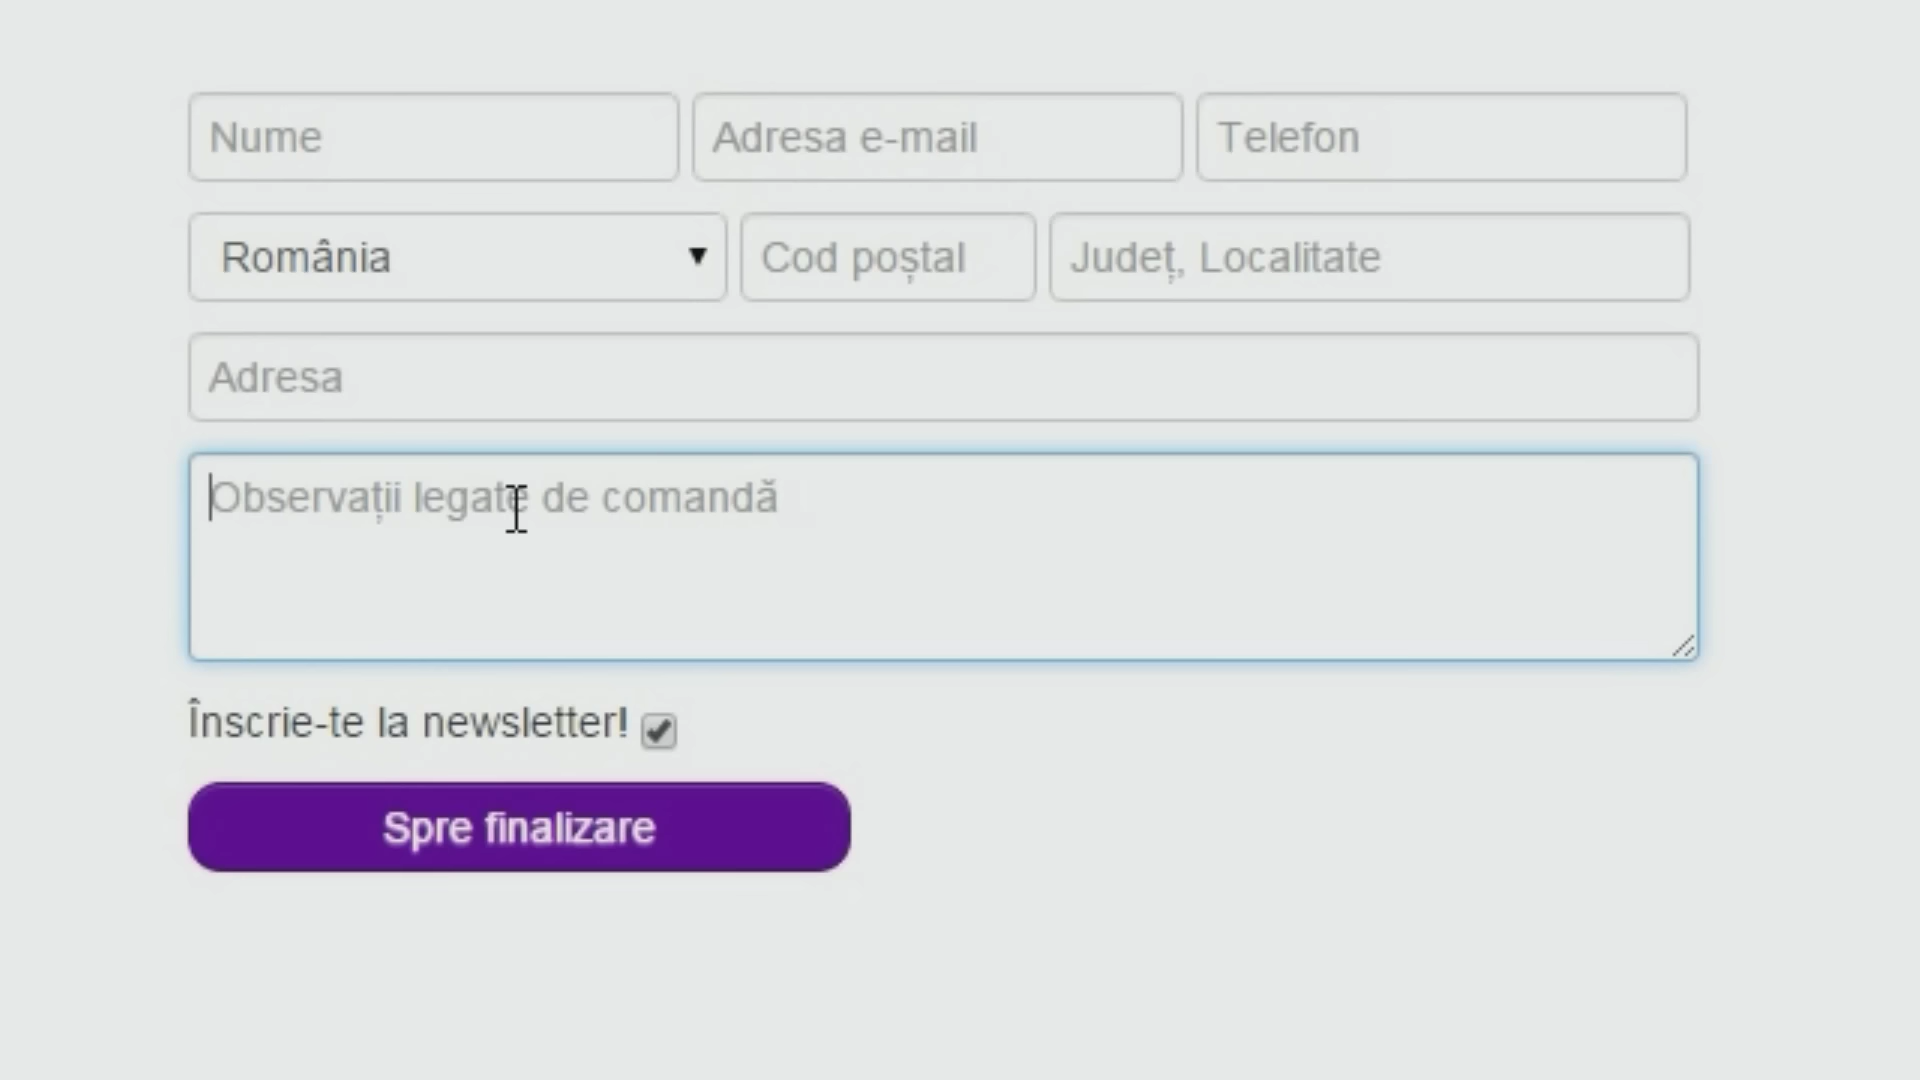 Nume Adresa e-mail Telefon
România Cod poștal Județ, Localitate
Adresa
Observații legate de comandă
Înscrie-te la newsletter!
Spre finalizare